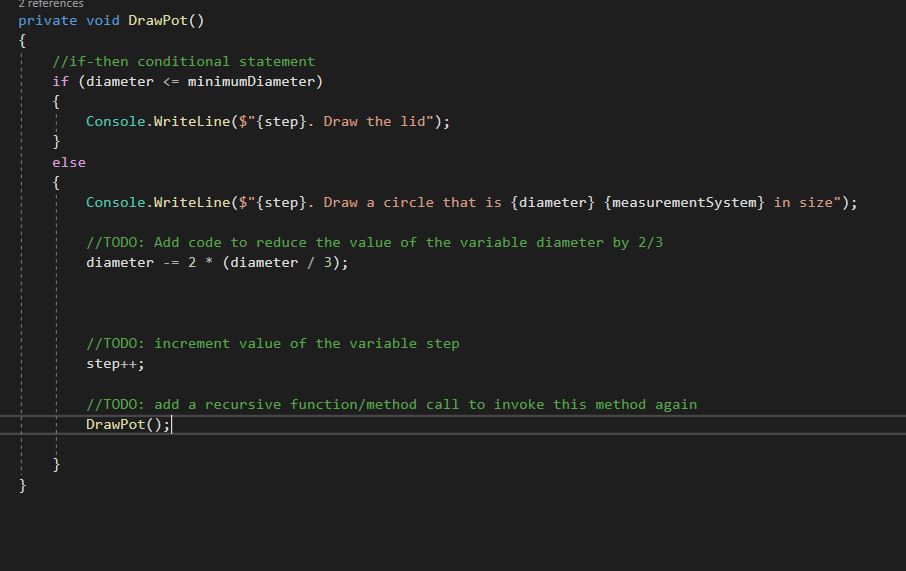 2 references
private void DrawPot()
{
//if-then conditional statement
if (diameter <= minimumDiameter)
{
Console.WriteLine($"{step}. Draw the lid");
}
else
{
Console.WriteLine($"{step}. Draw a circle that is {diameter} {measurementSystem} in size");
//TODO: Add code to reduce the value of the variable diameter by 2/3
diameter -= 2 * (diameter / 3);
//TODO: increment value of the variable step
step++;
//TODO: add a recursive function/method call to invoke this method again
DrawPot();
}
}